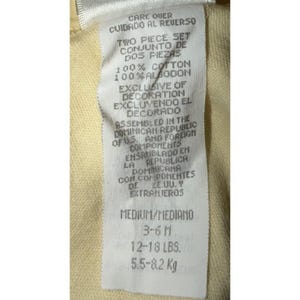 CARE OVER
CUIDADO AL REVERSO
TWO PIECE SET
CONJUNTO DE
DOS PIEZAS
100% COTTON
100% ALGODON
EXCLUSIVE OF
DECORATION
EXCLUYENDO EL
DECORADO
ASSEMBLED IN THE
DOMINICAN REPUBLIC
OF U.S. AND FOREIGN
COMPONENTS
ENSAMBLADO EN
LA REPUBLICA
DOMINICANA
CON COMPONENTES
DE EE.UU. Y
EXTRANJEROS
MEDIUM/MEDIANO
3-6 M
12-18 LBS.
5.5-8.2 Kg